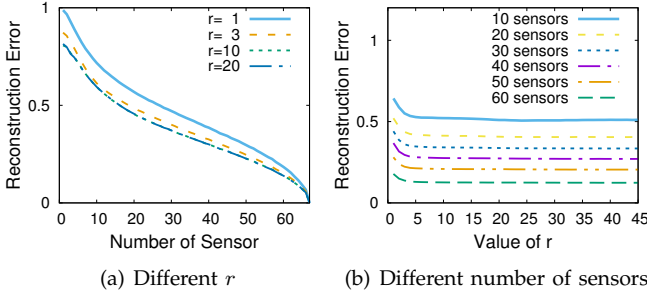 Reconstruction Error
1
0.5
0
r= 1
r= 3
r=10
r=20
0 10 20 30 40 50 60
Number of Sensor
(a) Different r
Reconstruction Error
1
0.5
0
10 sensors
20 sensors
30 sensors
40 sensors
50 sensors
60 sensors
0 5 10 15 20 25 30 35 40 45
Value of r
(b) Different number of sensors